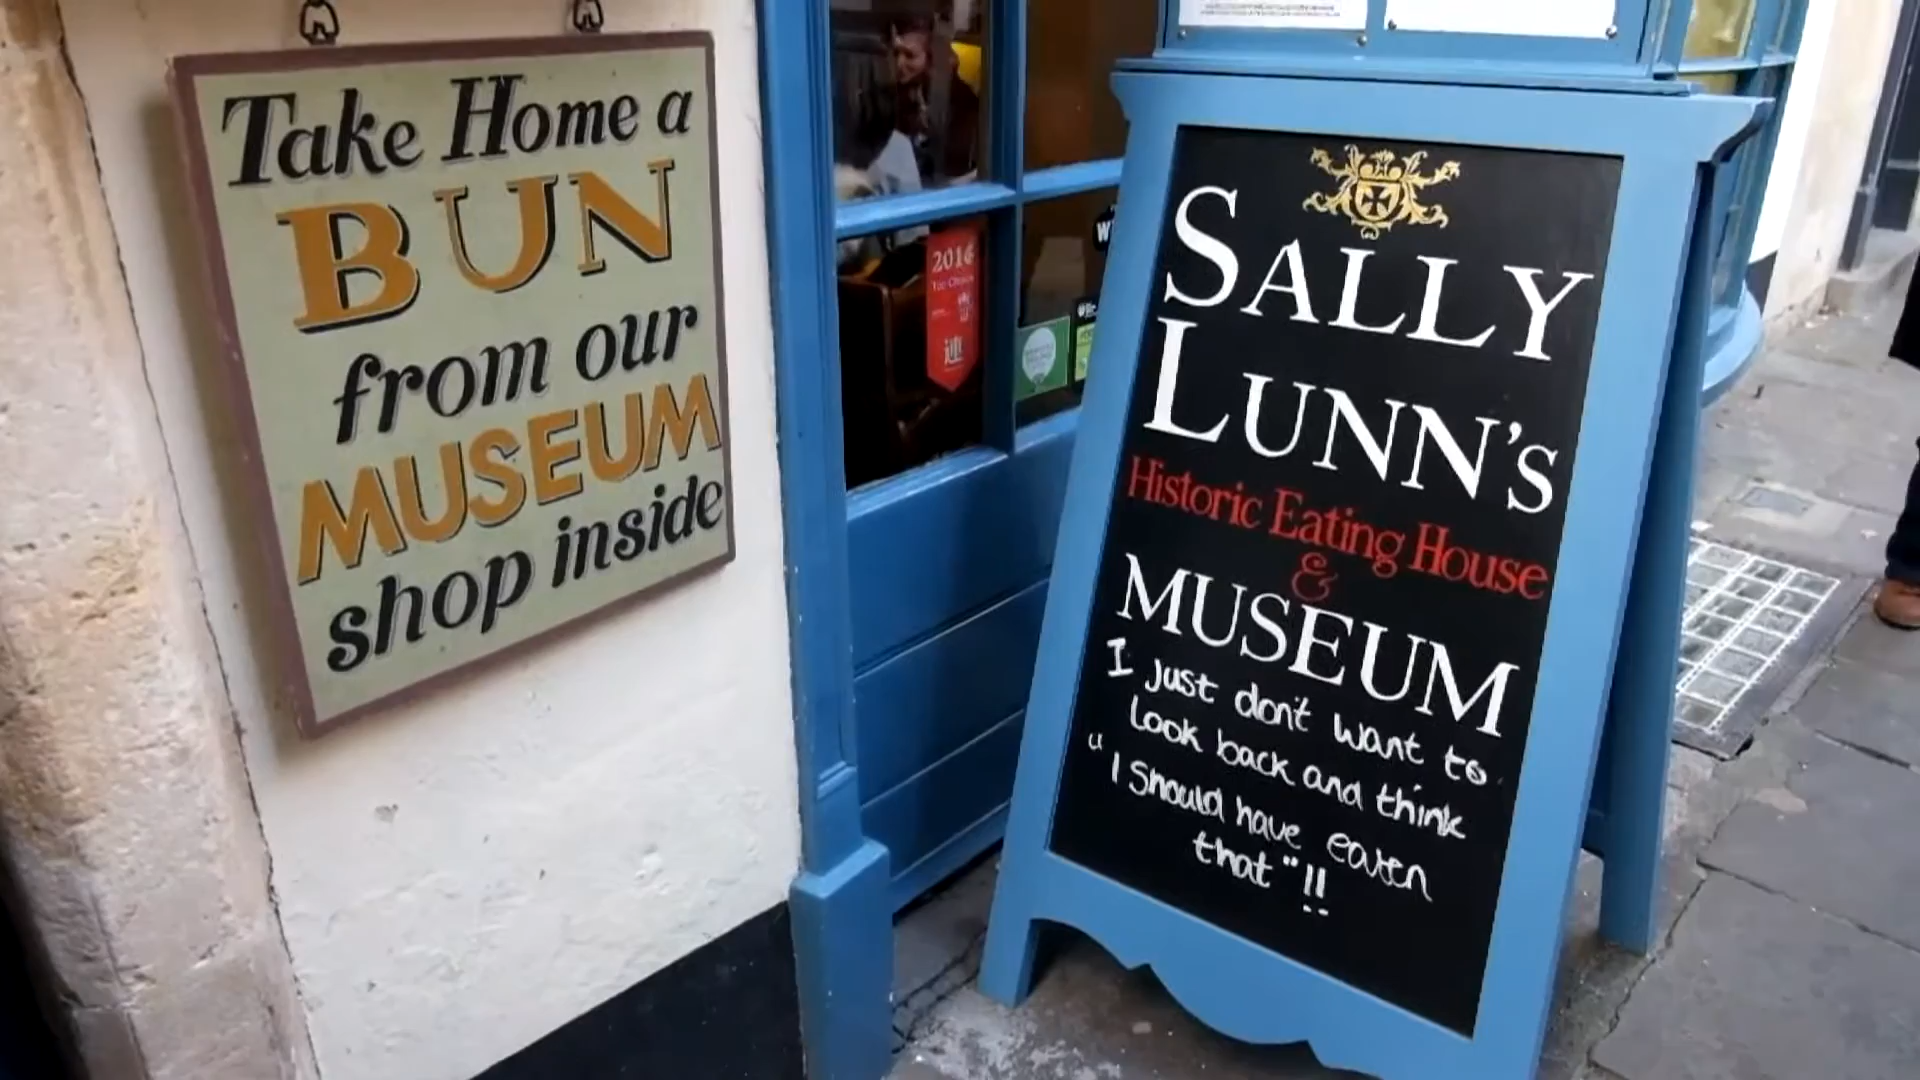 Take Home a
BUN
from our
MUSEUM
shop inside
2016
SALLY
LUNN'S
Historic Eating House
&
MUSEUM
I just don't want to
look back and think
"I should have eaten
that"!!